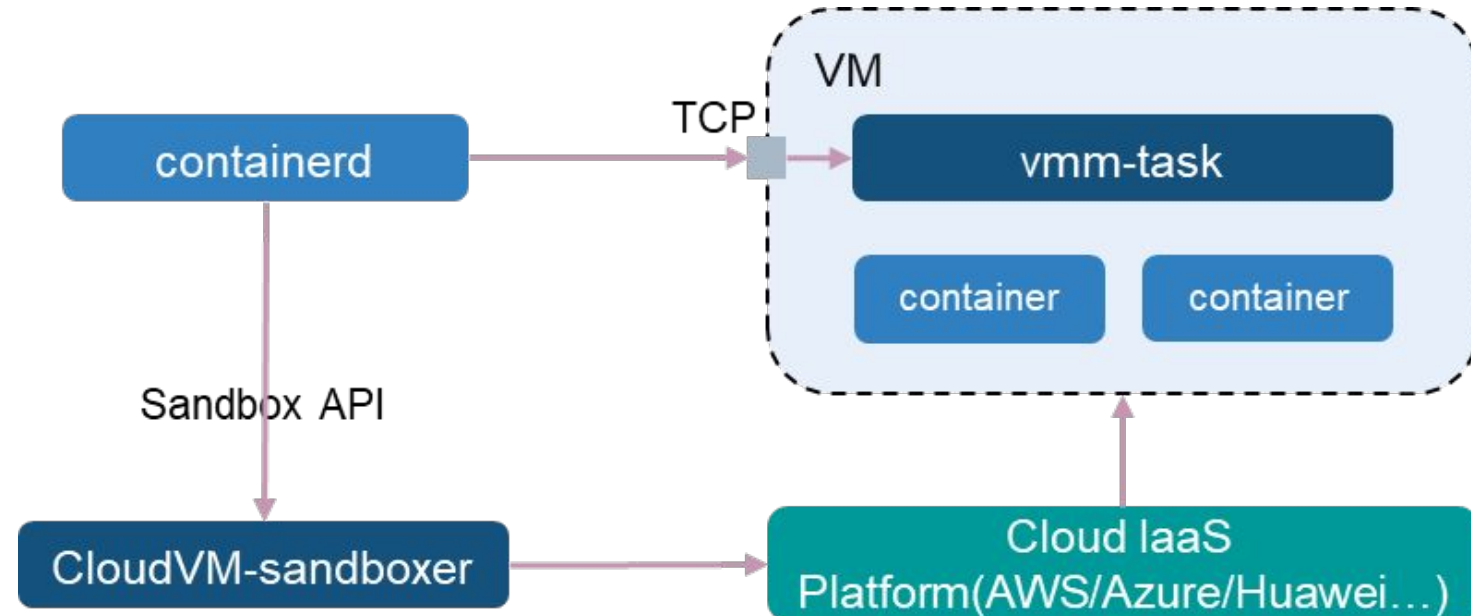 VM
TCP
containerd
vmm-task
container
container
Sandbox API
CloudVM-sandboxer
Cloud IaaS
Platform(AWS/Azure/Huawei...)